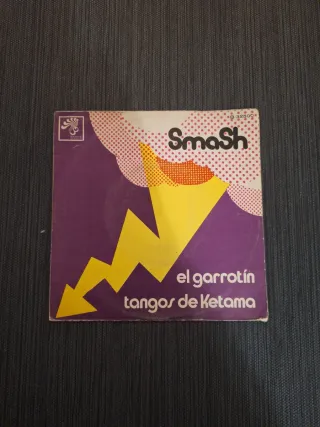 SmaSh
el garrotín
tangos de Ketama